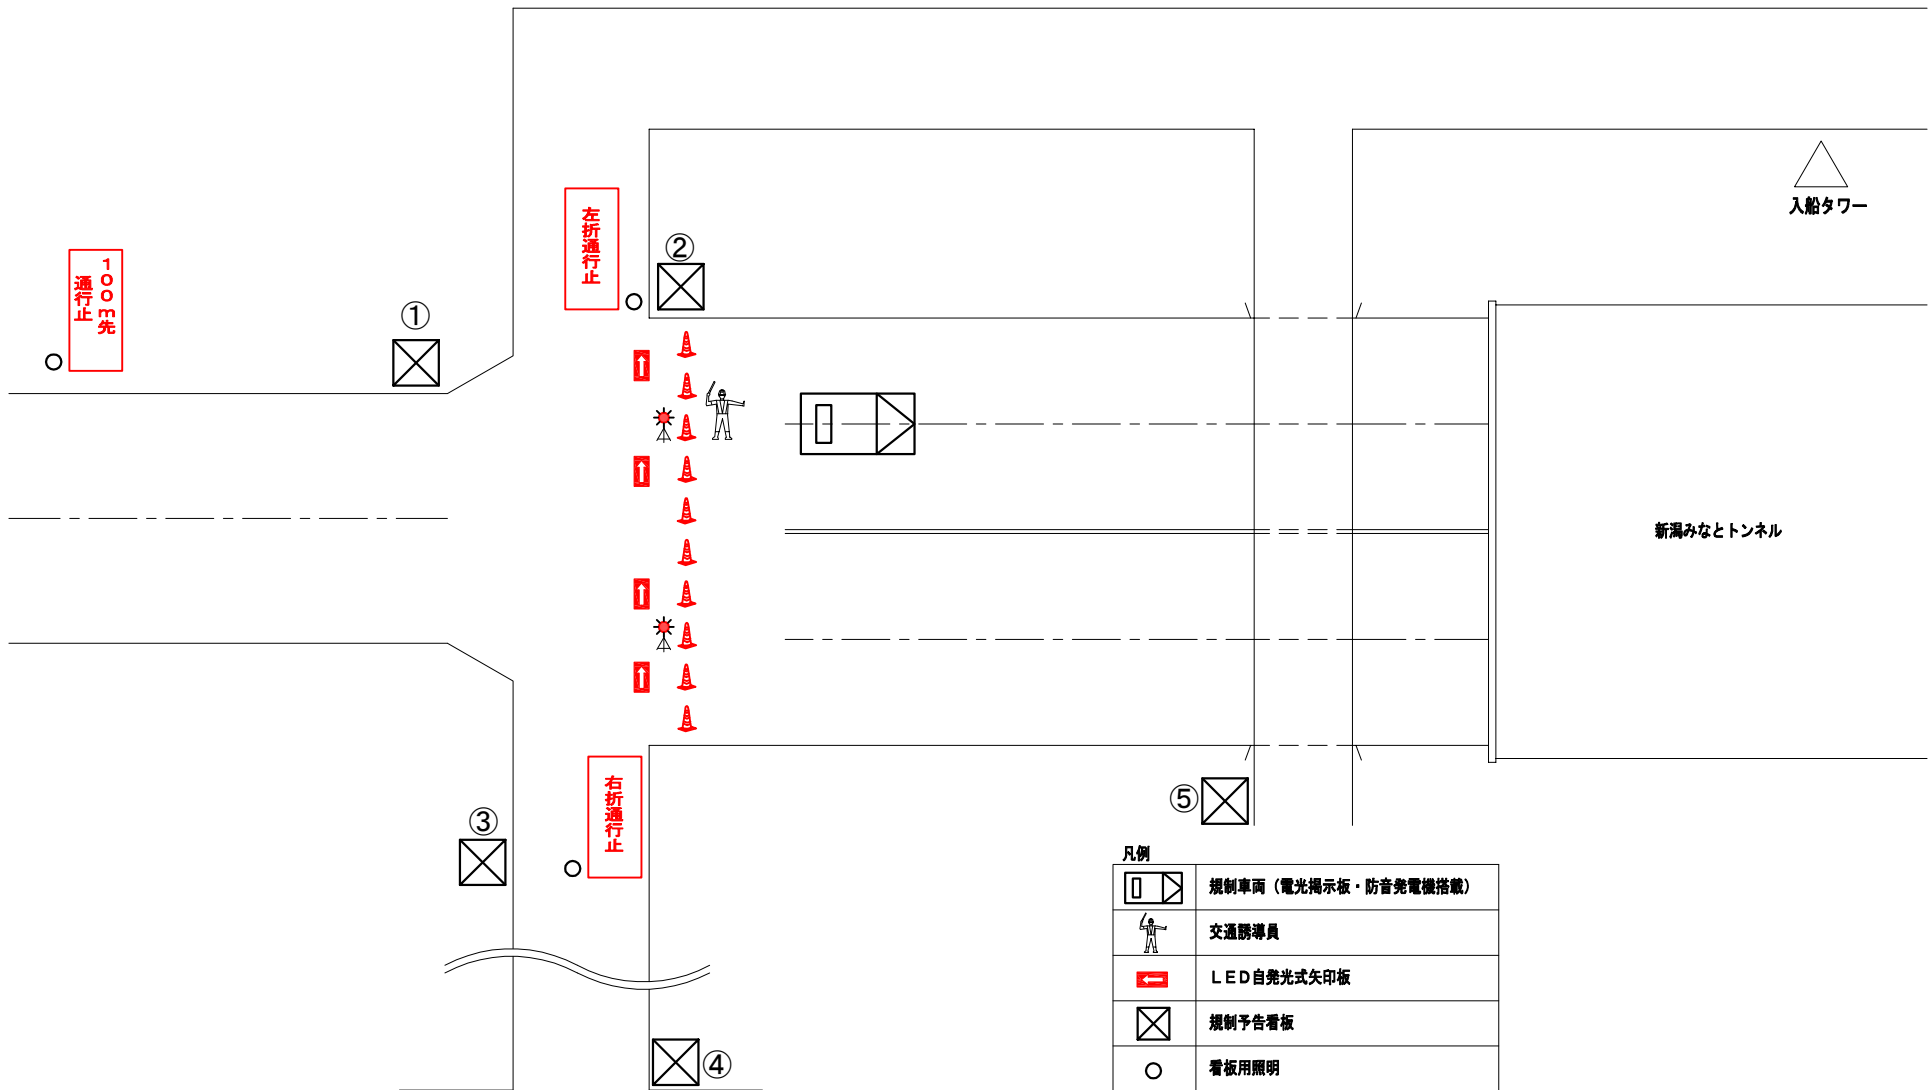 左折通行止
②
入船タワー
100m先
通行止
①
新潟みなとトンネル
右折通行止
③
⑤
④
凡例
規制車両（電光掲示板・防音発電機搭載）
交通誘導員
LED自発光式矢印板
規制予告看板
看板用照明